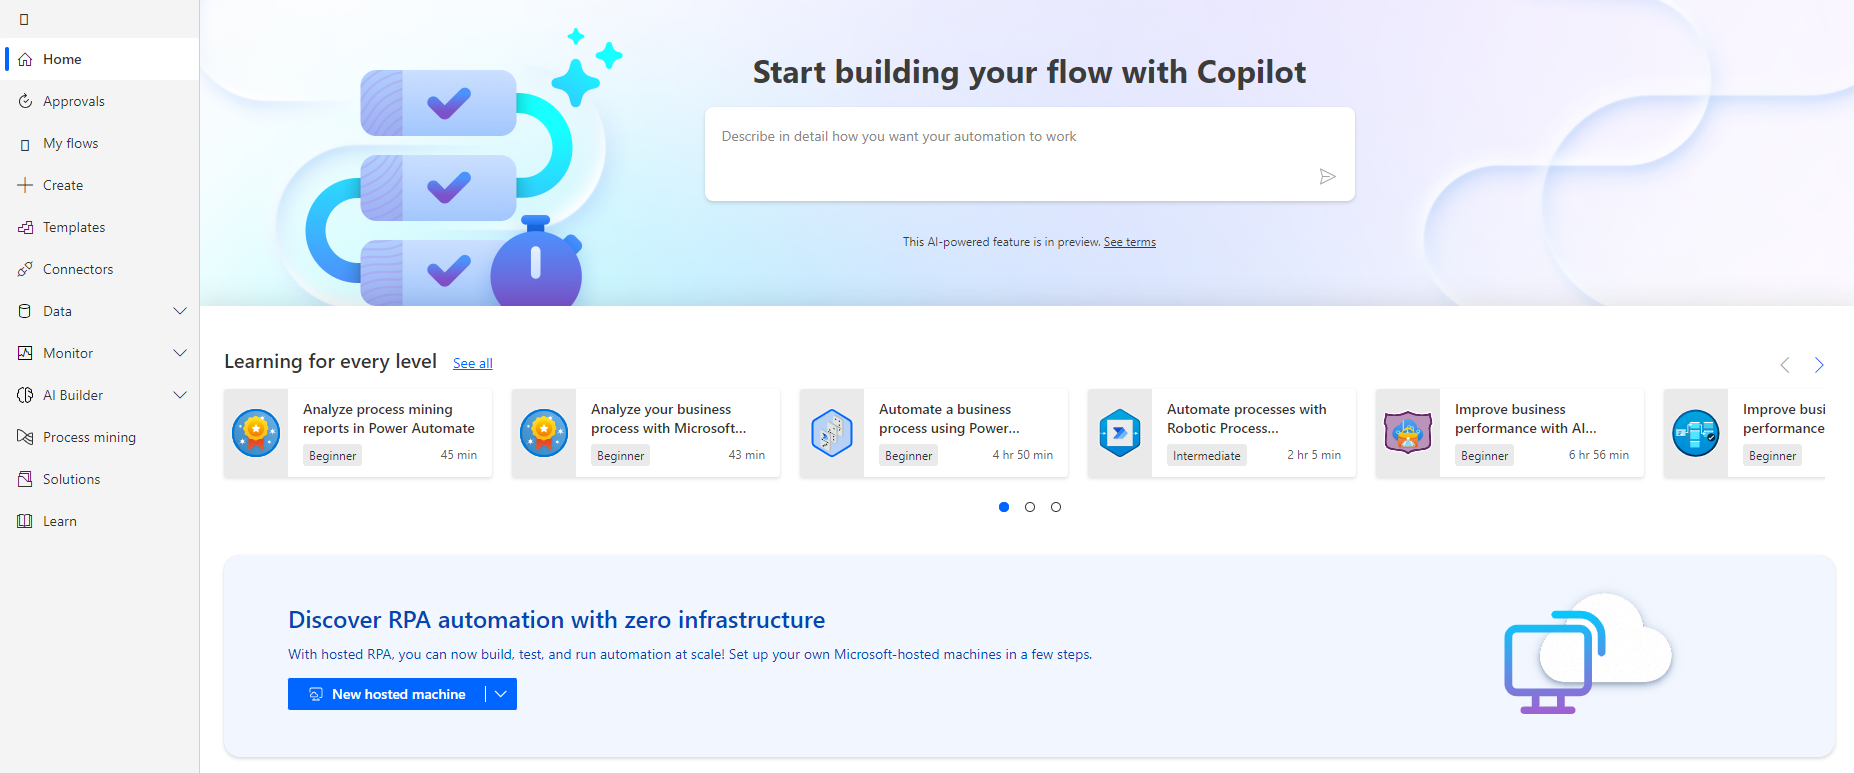 Home
Approvals
My flows
Create
Templates
Connectors
Data
Monitor
AI Builder
Process mining
Solutions
Learn
Start building your flow with Copilot
Describe in detail how you want your automation to work
This AI-powered feature is in preview. See terms
Learning for every level See all
Analyze process mining
reports in Power Automate
Beginner 45 min
Analyze your business
process with Microsoft...
Beginner 43 min
Automate a business
process using Power...
Beginner 4 hr 50 min
Automate processes with
Robotic Process...
Intermediate 2 hr 5 min
Improve business
performance with AI...
Beginner 6 hr 56 min
Improve busi
performance
Beginner
Discover RPA automation with zero infrastructure
With hosted RPA, you can now build, test, and run automation at scale! Set up your own Microsoft-hosted machines in a few steps.
New hosted machine